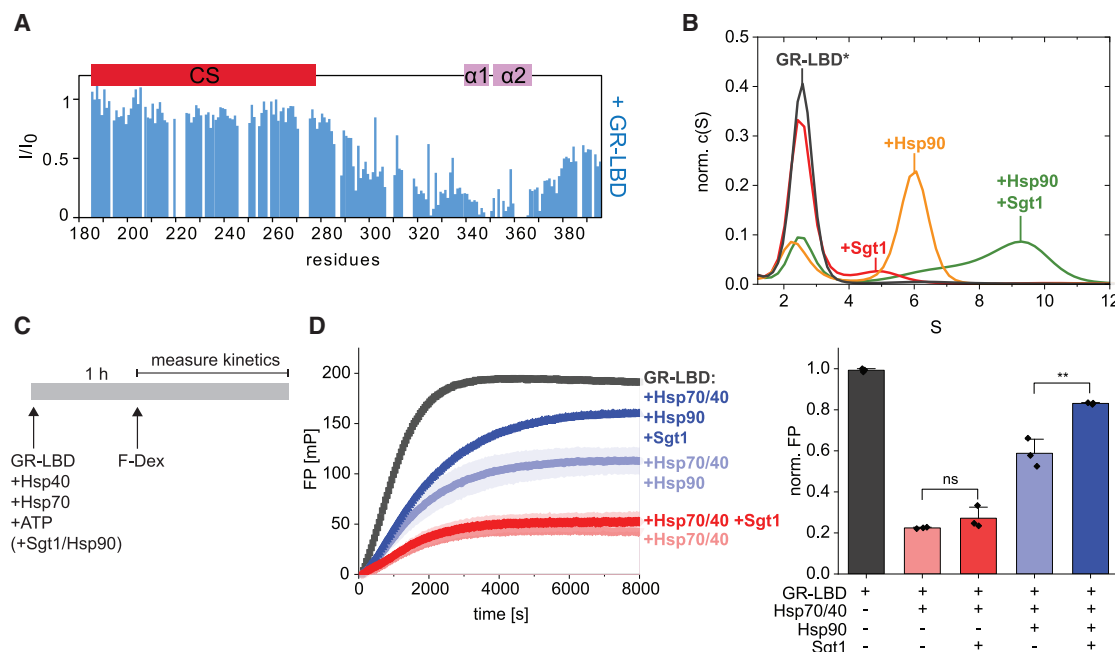 A
CS
α1
α2
1
0.5
0
I/I0
+ GR-LBD
180 200 220 240 260 280 300 320 340 360 380
residues
B
GR-LBD*
+Hsp90
+Hsp90
+Sgt1
+Sgt1
0.5
0.4
0.3
0.2
0.1
0.0
norm. c(S)
2 4 6 8 10 12
S
C
measure kinetics
1 h
F-Dex
GR-LBD
+Hsp40
+Hsp70
+ATP
(+Sgt1/Hsp90)
D
200
150
100
50
0
FP [mP]
0 2000 4000 6000 8000
time [s]
GR-LBD:
+Hsp70/40
+Hsp90
+Sgt1
+Hsp70/40
+Hsp90
+Hsp70/40 +Sgt1
+Hsp70/40
1.0
0.8
0.6
0.4
0.2
0.0
norm. FP
**
ns
GR-LBD + + + + +
Hsp70/40 - + + + +
Hsp90 - - - + +
Sgt1 - - + - +